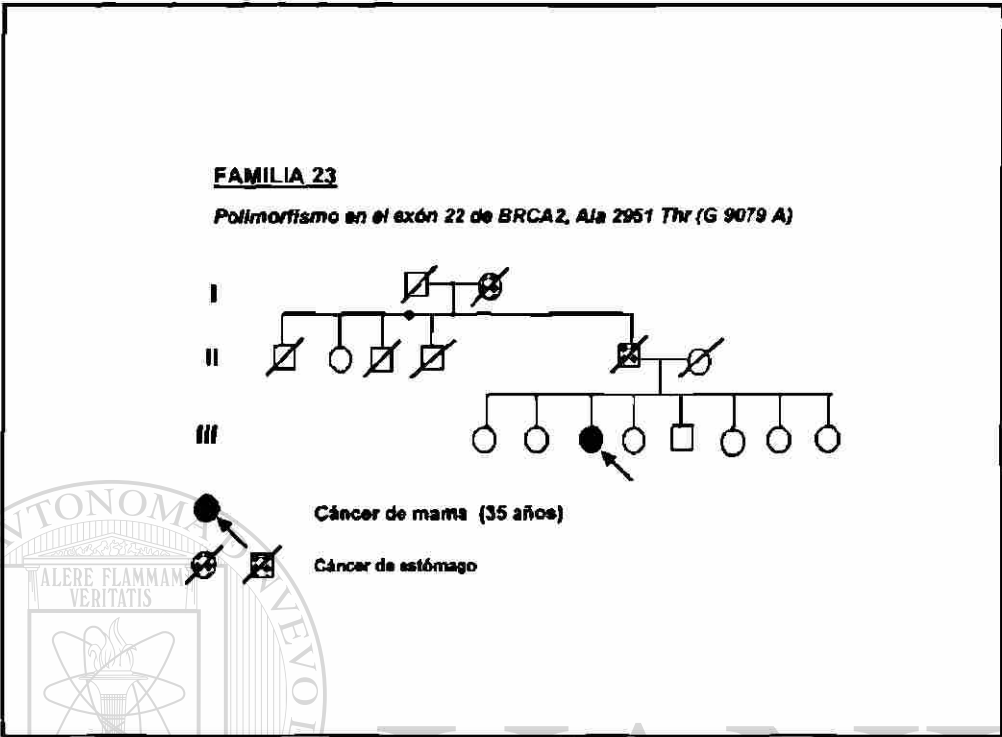 FAMILIA 23
Polimorfismo en el exón 22 de BRCA2, Ala 2951 Thr (G 9079 A)
I
II
III
Cáncer de mama (35 años)
Cáncer de estómago
TONOMA
NVEVO
ALERE FLAMMAM
VERITATIS